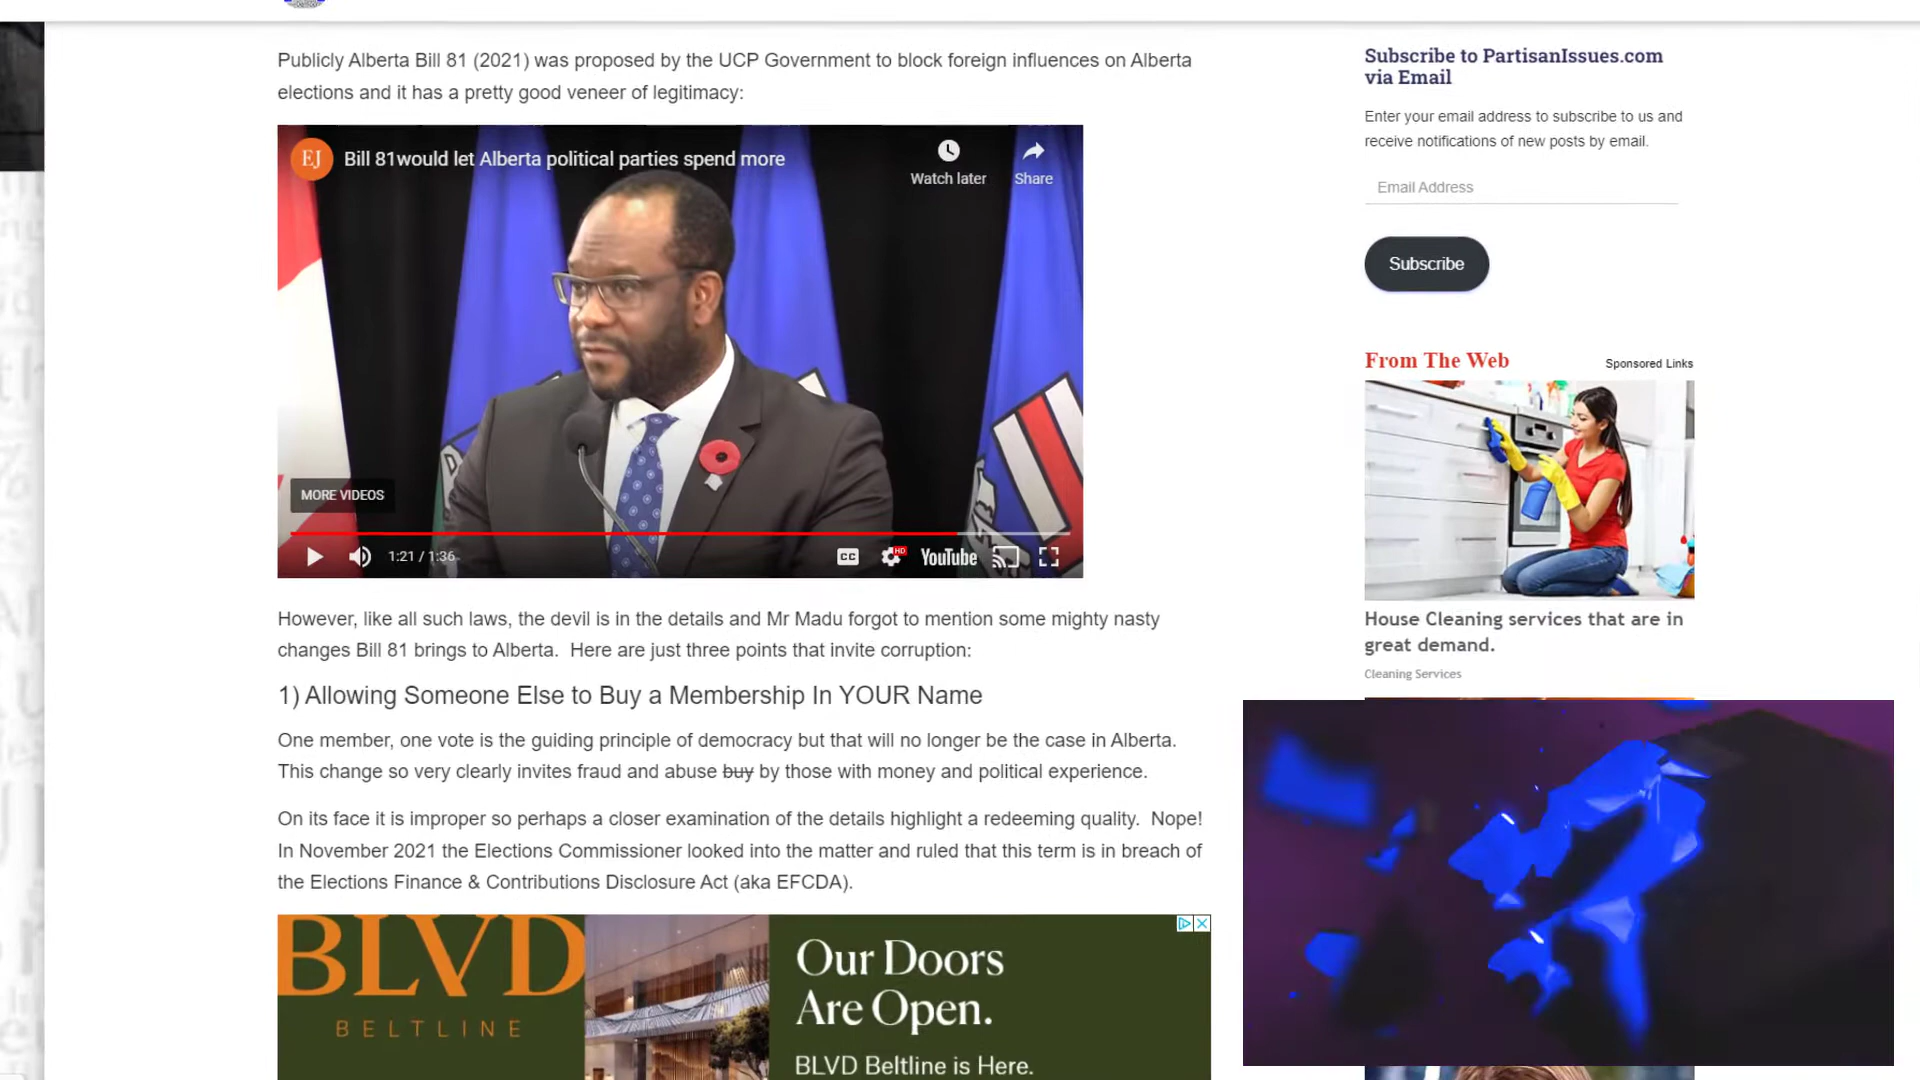 Publicly Alberta Bill 81 (2021) was proposed by the UCP Government to block foreign influences on Alberta
elections and it has a pretty good veneer of legitimacy:
EJ
Bill 81would let Alberta political parties spend more
Watch later
Share
MORE VIDEOS
1:21 / 1:36
CC
HD
YouTube
However, like all such laws, the devil is in the details and Mr Madu forgot to mention some mighty nasty
changes Bill 81 brings to Alberta.  Here are just three points that invite corruption:
1) Allowing Someone Else to Buy a Membership In YOUR Name
One member, one vote is the guiding principle of democracy but that will no longer be the case in Alberta.
This change so very clearly invites fraud and abuse buy by those with money and political experience.
On its face it is improper so perhaps a closer examination of the details highlight a redeeming quality.  Nope!
In November 2021 the Elections Commissioner looked into the matter and ruled that this term is in breach of
the Elections Finance & Contributions Disclosure Act (aka EFCDA).
BLVD
BELTLINE
Our Doors
Are Open.
BLVD Beltline is Here.
Subscribe to PartisanIssues.com
via Email
Enter your email address to subscribe to us and
receive notifications of new posts by email.
Email Address
Subscribe
From The Web
Sponsored Links
House Cleaning services that are in
great demand.
Cleaning Services